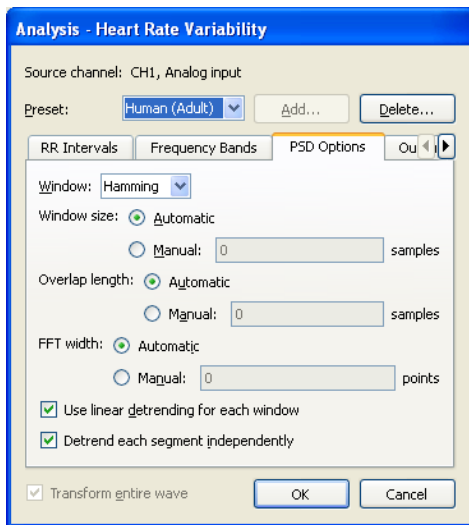 Analysis - Heart Rate Variability
Source channel: CH1, Analog input
Preset: Human (Adult) Add... Delete...
RR Intervals Frequency Bands PSD Options Ou
Window: Hamming
Window size: Automatic
Manual: 0 samples
Overlap length: Automatic
Manual: 0 samples
FFT width: Automatic
Manual: 0 points
Use linear detrending for each window
Detrend each segment independently
Transform entire wave OK Cancel